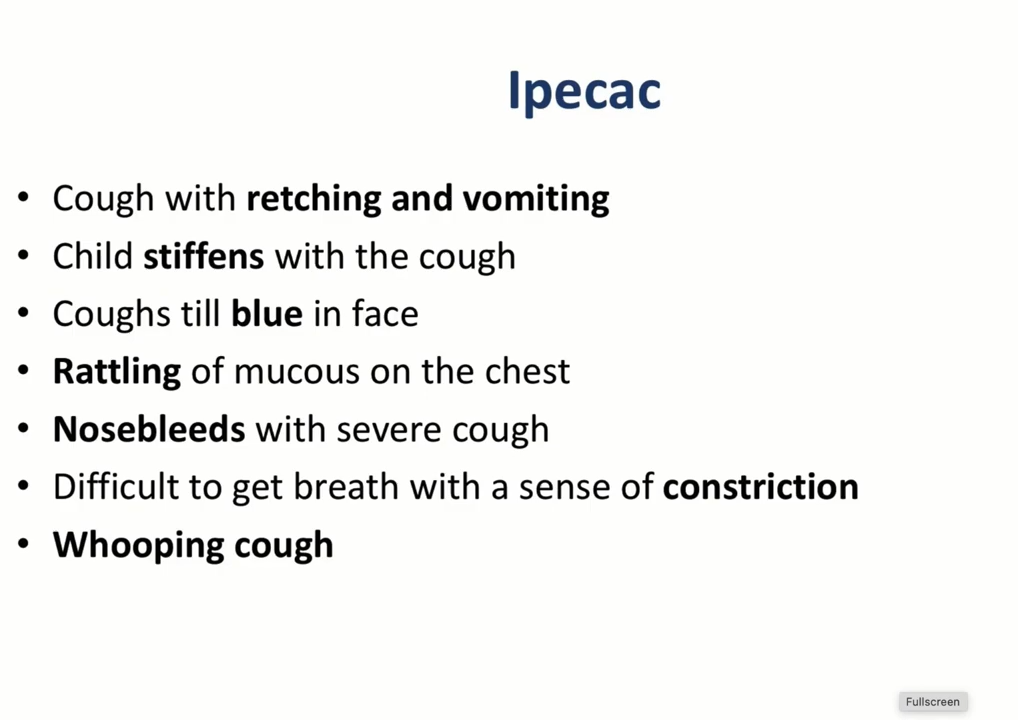 Ipecac
• Cough with retching and vomiting
• Child stiffens with the cough
• Coughs till blue in face
• Rattling of mucous on the chest
• Nosebleeds with severe cough
• Difficult to get breath with a sense of constriction
• Whooping cough
Fullscreen